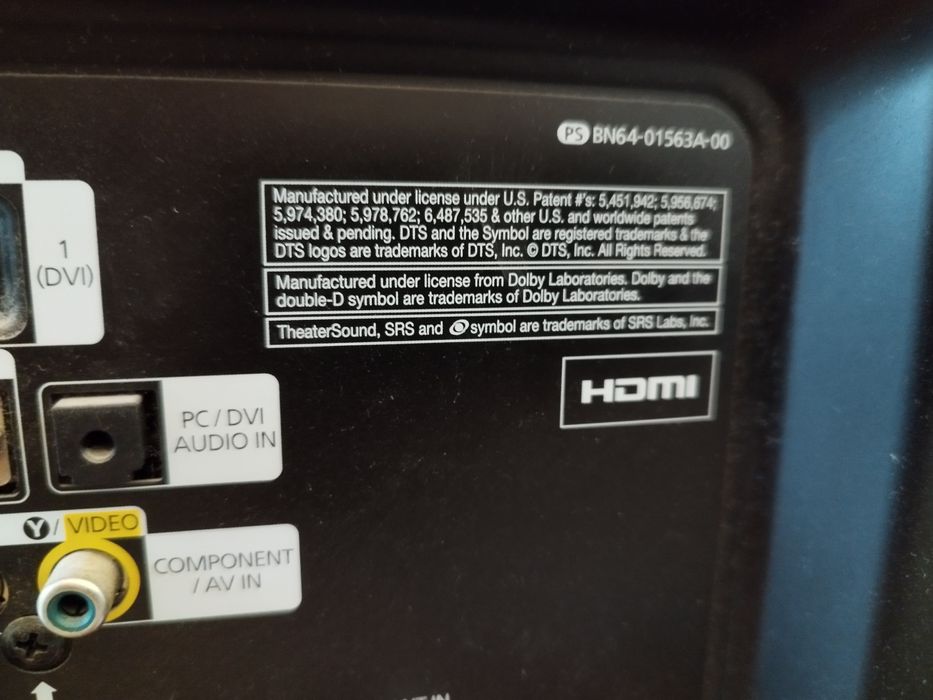 PS BN64-01563A-00
Manufactured under license under U.S. Patent #'s: 5,451,942; 5,956,674;
5,974,380; 5,978,762; 6,487,535 & other U.S. and worldwide patents
issued & pending. DTS and the Symbol are registered trademarks & the
DTS logos are trademarks of DTS, Inc. © DTS, Inc. All Rights Reserved.
Manufactured under license from Dolby Laboratories. Dolby and the
double-D symbol are trademarks of Dolby Laboratories.
TheaterSound, SRS and symbol are trademarks of SRS Labs, Inc.
HDMI
1
(DVI)
PC / DVI
AUDIO IN
Y / VIDEO
COMPONENT
/ AV IN